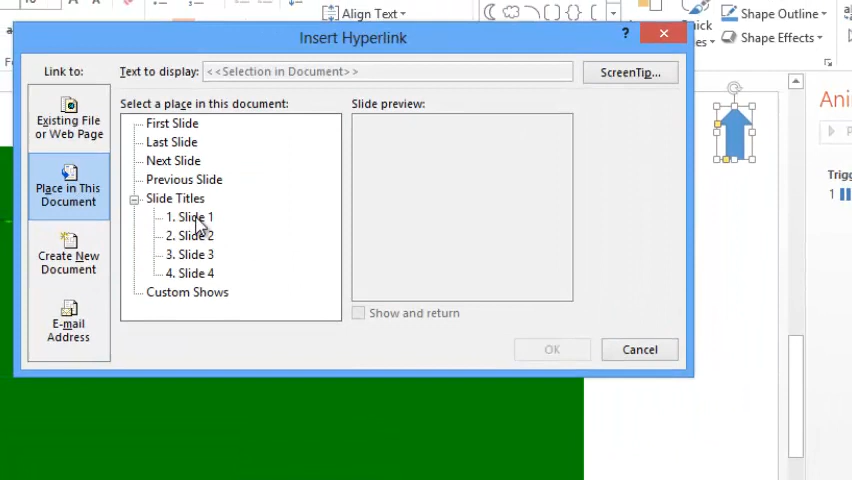 Align Text
Shape Outline
Quick
Shape Effects
les
Insert Hyperlink
?
Link to:
Text to display:
<<Selection in Document>>
ScreenTip...
Existing File
or Web Page
Place in This
Document
Create New
Document
E-mail
Address
Select a place in this document:
First Slide
Last Slide
Next Slide
Previous Slide
Slide Titles
1. Slide 1
2. Slide 2
3. Slide 3
4. Slide 4
Custom Shows
Slide preview:
Show and return
OK
Cancel
Ani
Trigg
1